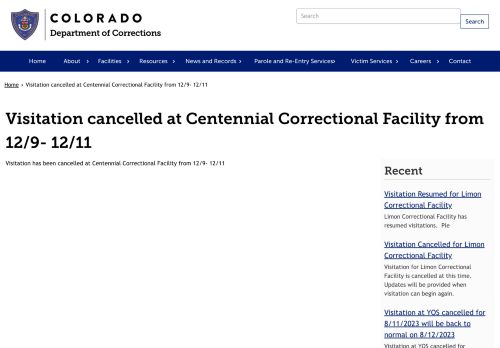 COLORADO
Department of Corrections
Search
Search
Home About › Facilities › Resources › News and Records › Parole and Re-Entry Services › Victim Services › Careers › Contact
Home › Visitation cancelled at Centennial Correctional Facility from 12/9- 12/11
Visitation cancelled at Centennial Correctional Facility from
12/9- 12/11
Visitation has been cancelled at Centennial Correctional Facility from 12/9- 12/11
Recent
Visitation Resumed for Limon
Correctional Facility
Limon Correctional Facility has
resumed visitations. Ple
Visitation Cancelled for Limon
Correctional Facility
Visitation for Limon Correctional
Facility is cancelled at this time.
Updates will be provided when
visitation can begin again.
Visitation at YOS cancelled for
8/11/2023 will be back to
normal on 8/12/2023
Visitation at YOS cancelled for